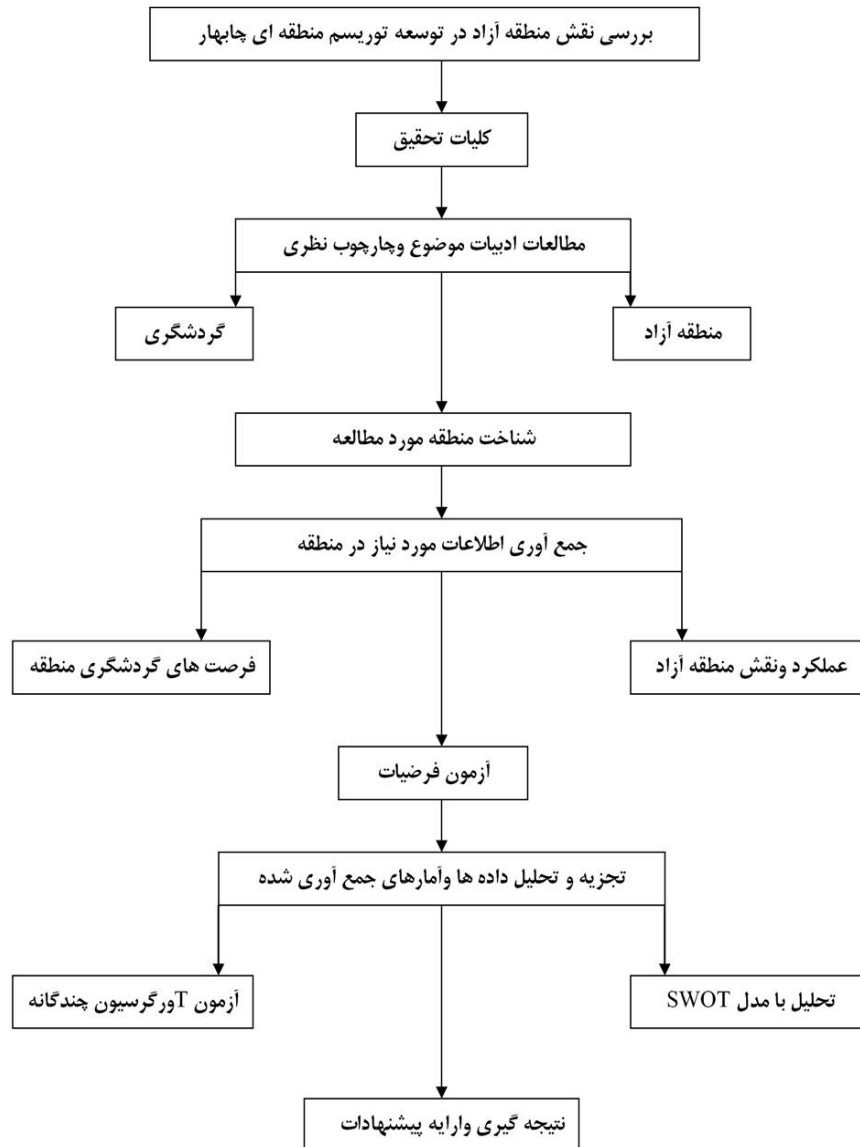 بررسی نقش منطقه آزاد در توسعه توریسم منطقه ای چابهار
کلیات تحقیق
مطالعات ادبیات موضوع وچارچوب نظری
منطقه آزاد
گردشگری
شناخت منطقه مورد مطالعه
جمع آوری اطلاعات مورد نیاز در منطقه
عملکرد ونقش منطقه آزاد
فرصت های گردشگری منطقه
آزمون فرضیات
تجزیه و تحلیل داده ها وآمارهای جمع آوری شده
تحلیل با مدل SWOT
آزمون Tورگرسیون چندگانه
نتیجه گیری وارایه پیشنهادات